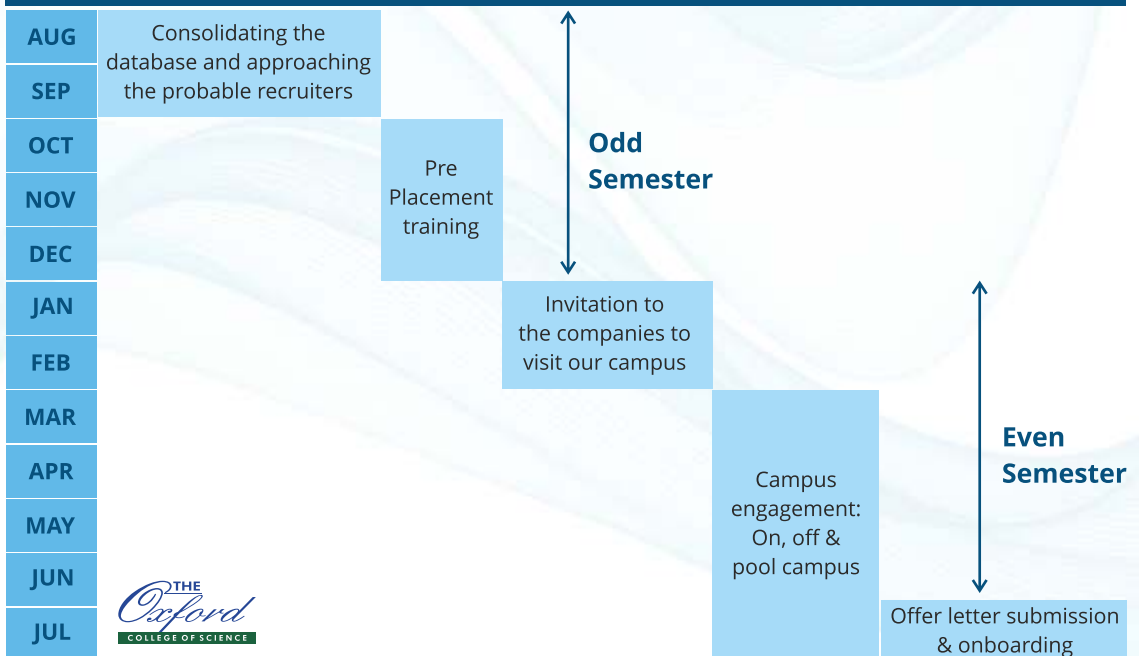 AUG
SEP
OCT
NOV
DEC
JAN
FEB
MAR
APR
MAY
JUN
JUL
Consolidating the
database and approaching
the probable recruiters
Pre
Placement
training
Odd
Semester
Invitation to
the companies to
visit our campus
Campus
engagement:
On, off &
pool campus
Even
Semester
Offer letter submission
& onboarding
THE
Oxford
COLLEGE OF SCIENCE